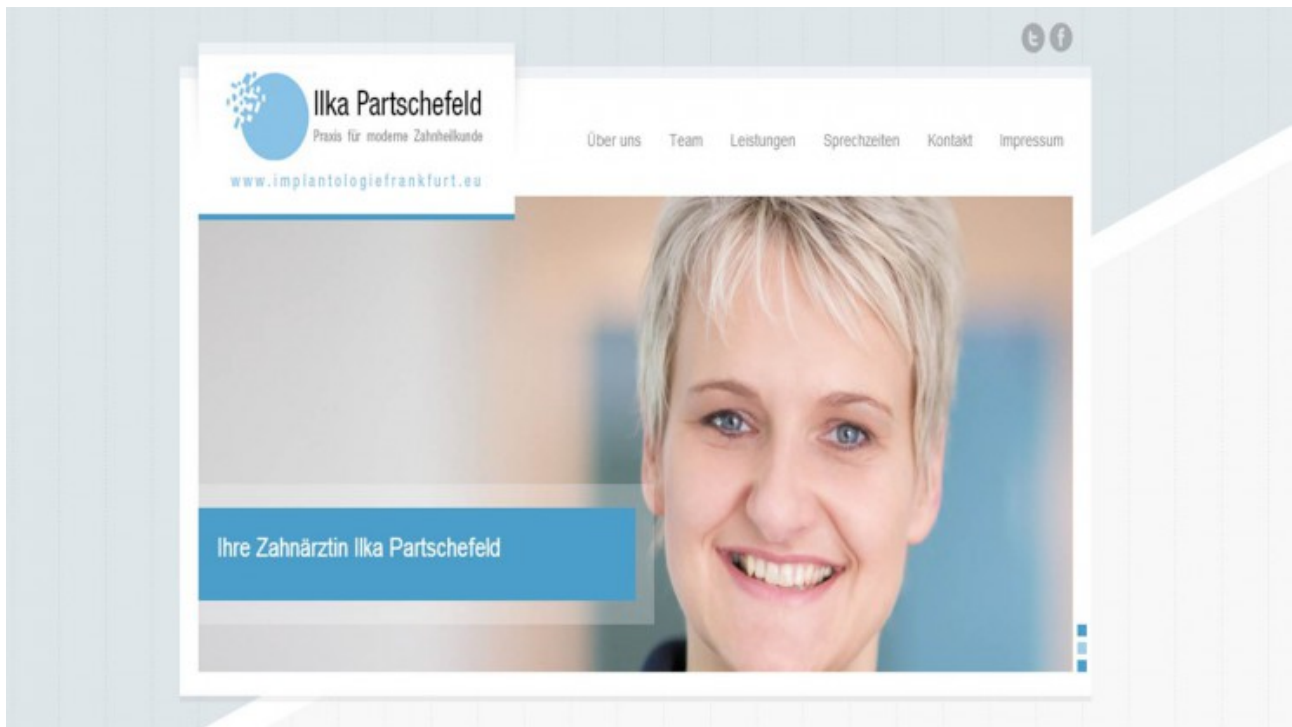 Ilka Partschefeld
Praxis für moderne Zahnheilkunde
www.implantologiefrankfurt.eu
Über uns Team Leistungen Sprechzeiten Kontakt Impressum
Ihre Zahnärztin Ilka Partschefeld